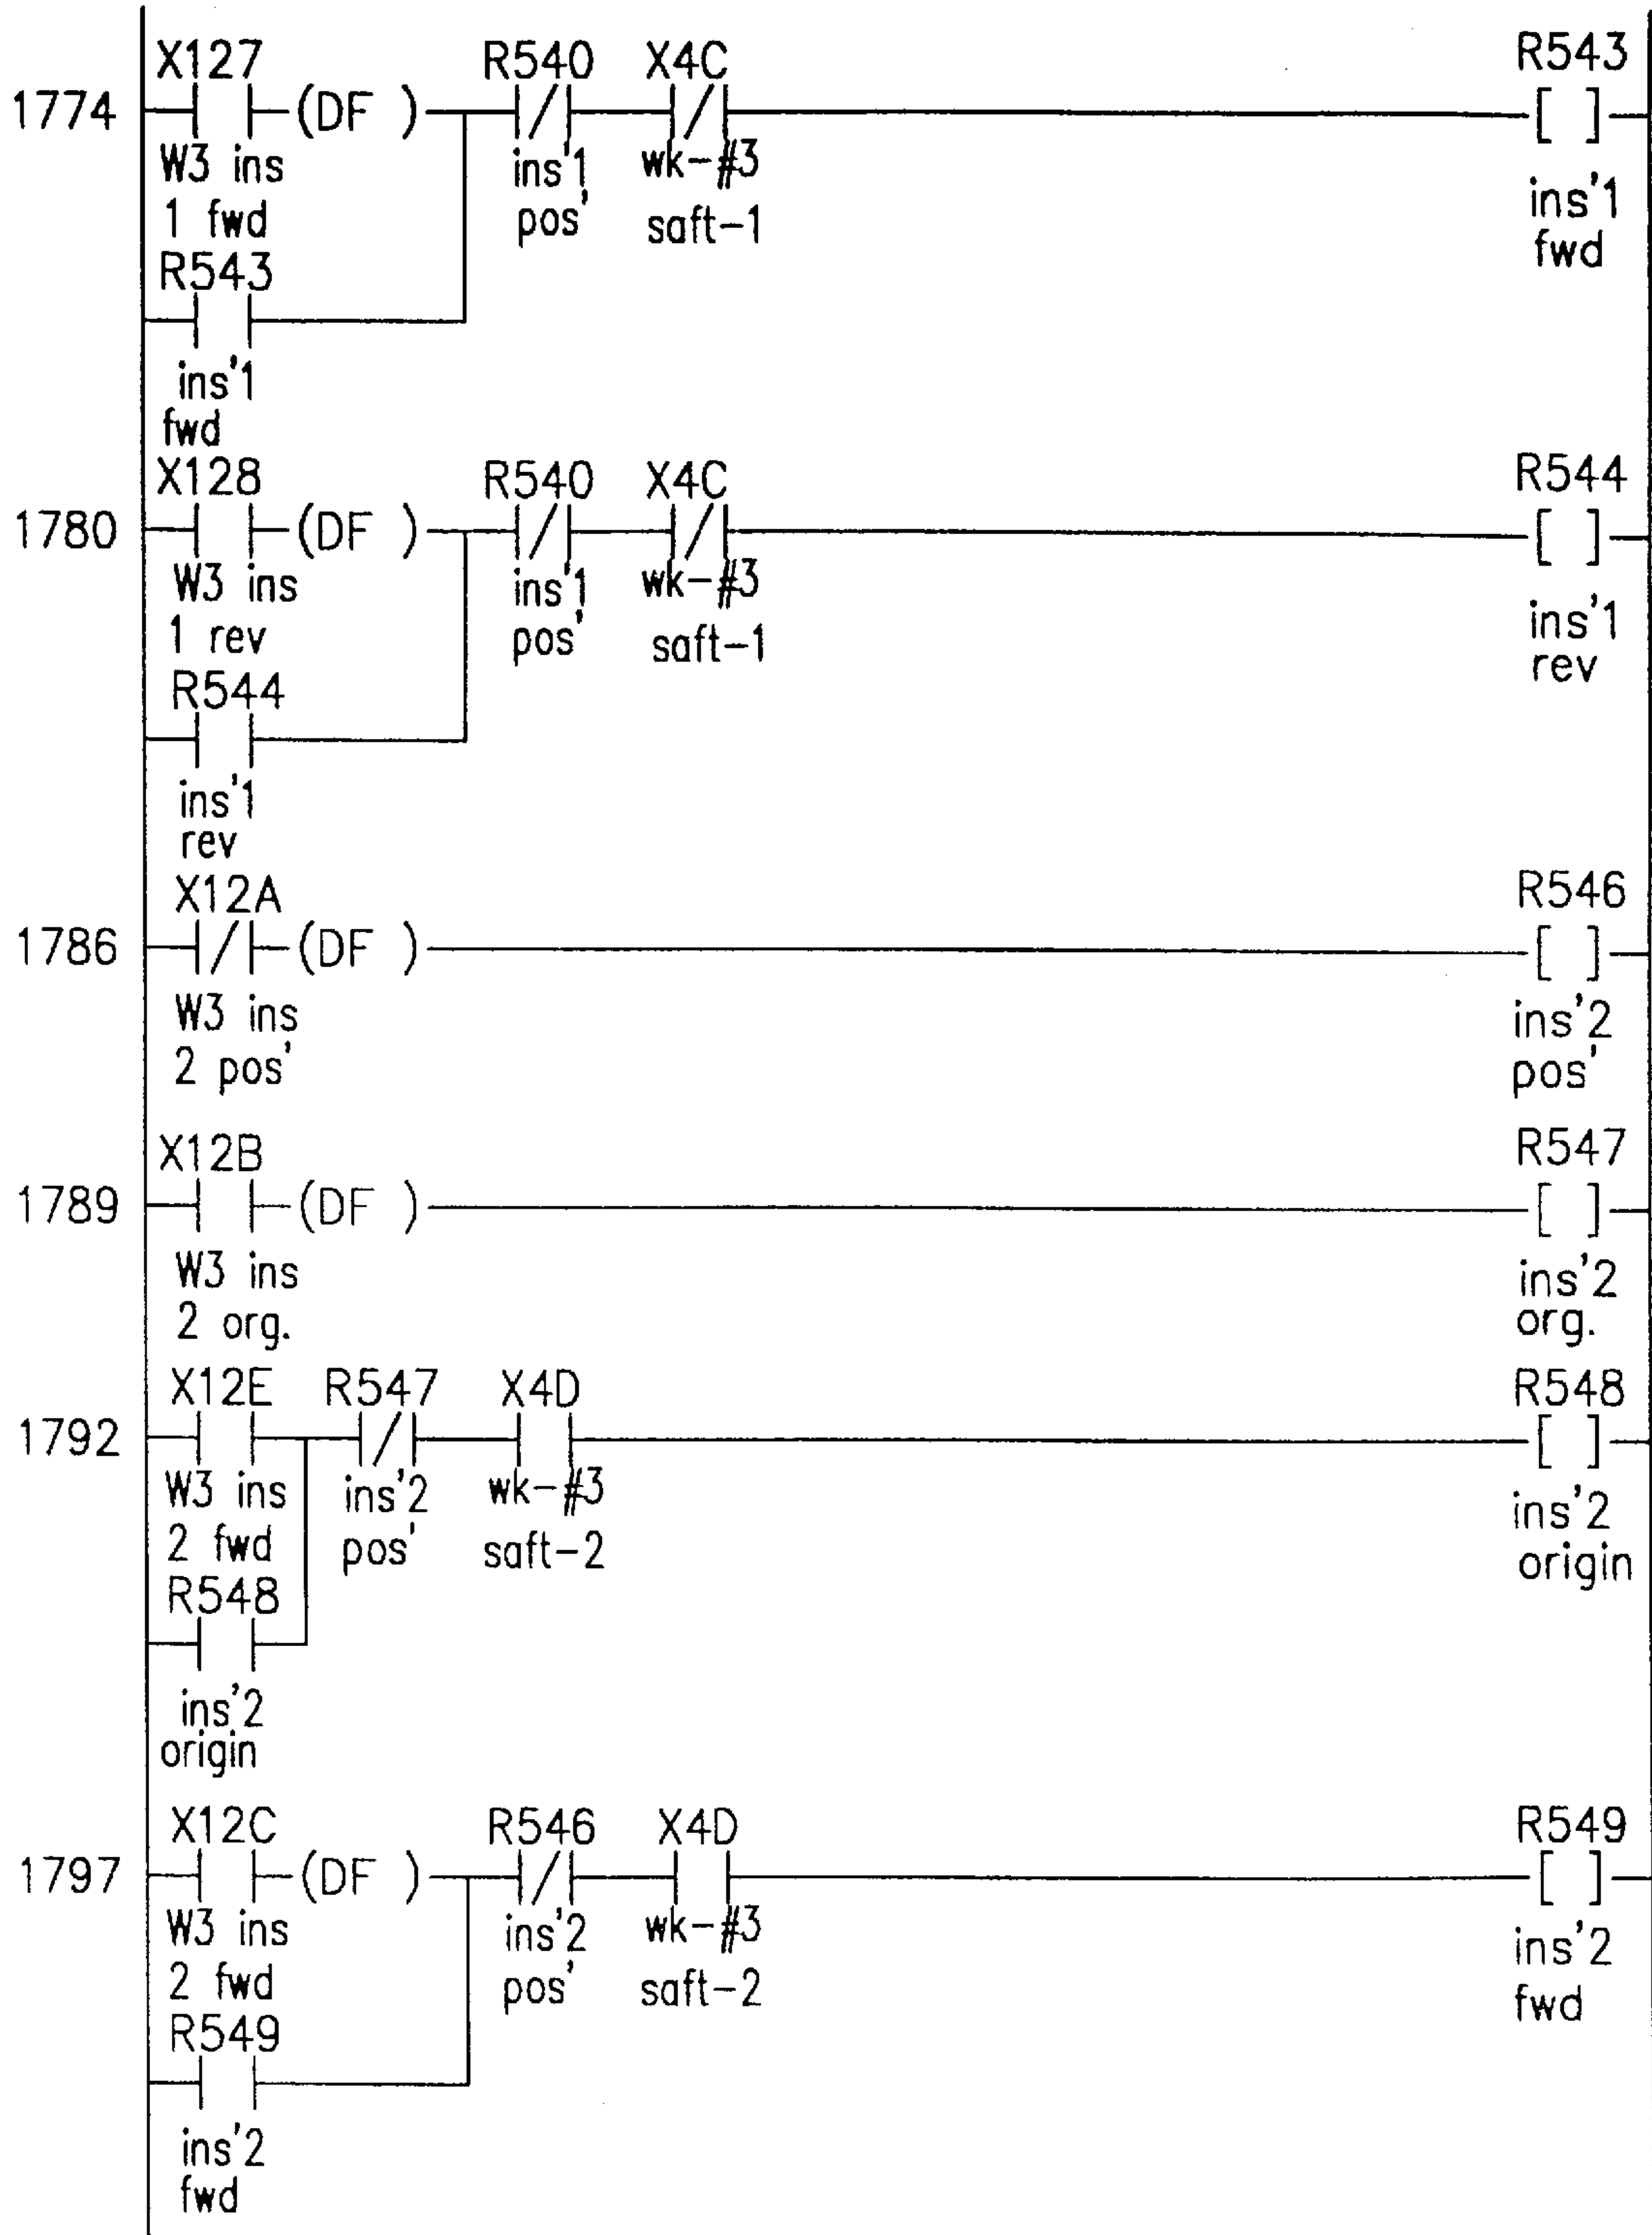 X127 R540 X4C R543
1774 (DF )
W3 ins ins'1 wk-#3 ins'1
1 fwd pos' saft-1 fwd
R543
ins'1
fwd
X128 R540 X4C R544
1780 (DF )
W3 ins ins'1 wk-#3 ins'1
1 rev pos' saft-1 rev
R544
ins'1
rev
X12A R546
1786 (DF )
W3 ins ins'2
2 pos' pos'
X12B R547
1789 (DF )
W3 ins ins'2
2 org. org.
X12E R547 X4D R548
1792
W3 ins ins'2 wk-#3 ins'2
2 fwd pos' saft-2 origin
R548
ins'2
origin
X12C R546 X4D R549
1797 (DF )
W3 ins ins'2 wk-#3 ins'2
2 fwd pos' saft-2 fwd
R549
ins'2
fwd